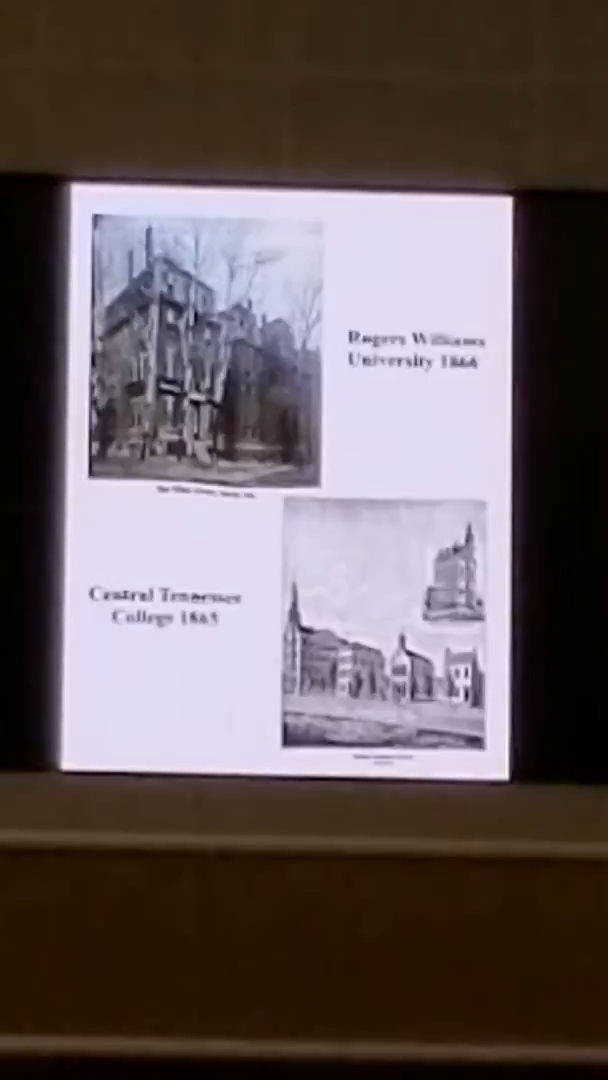 Rogers Williams
University 1866
Central Tennessee
College 1865